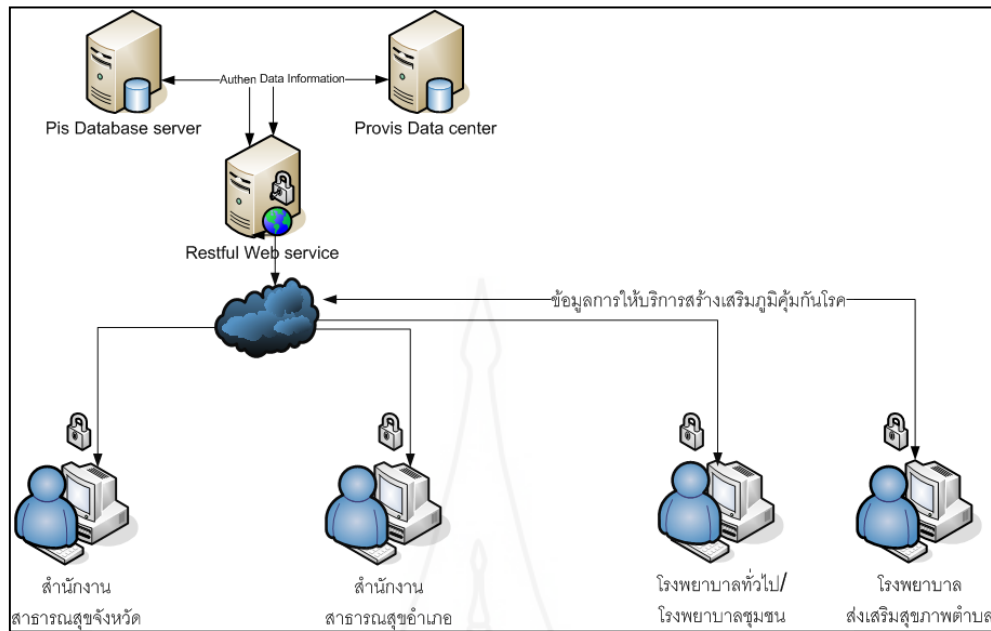 Authen Data Information
Pis Database server
Provis Data center
Restful Web service
ข้อมูลการให้บริการสร้างเสริมภูมิคุ้มกันโรค
สำนักงาน
สาธารณสุขจังหวัด
สำนักงาน
สาธารณสุขอำเภอ
โรงพยาบาลทั่วไป/
โรงพยาบาลชุมชน
โรงพยาบาล
ส่งเสริมสุขภาพตำบล